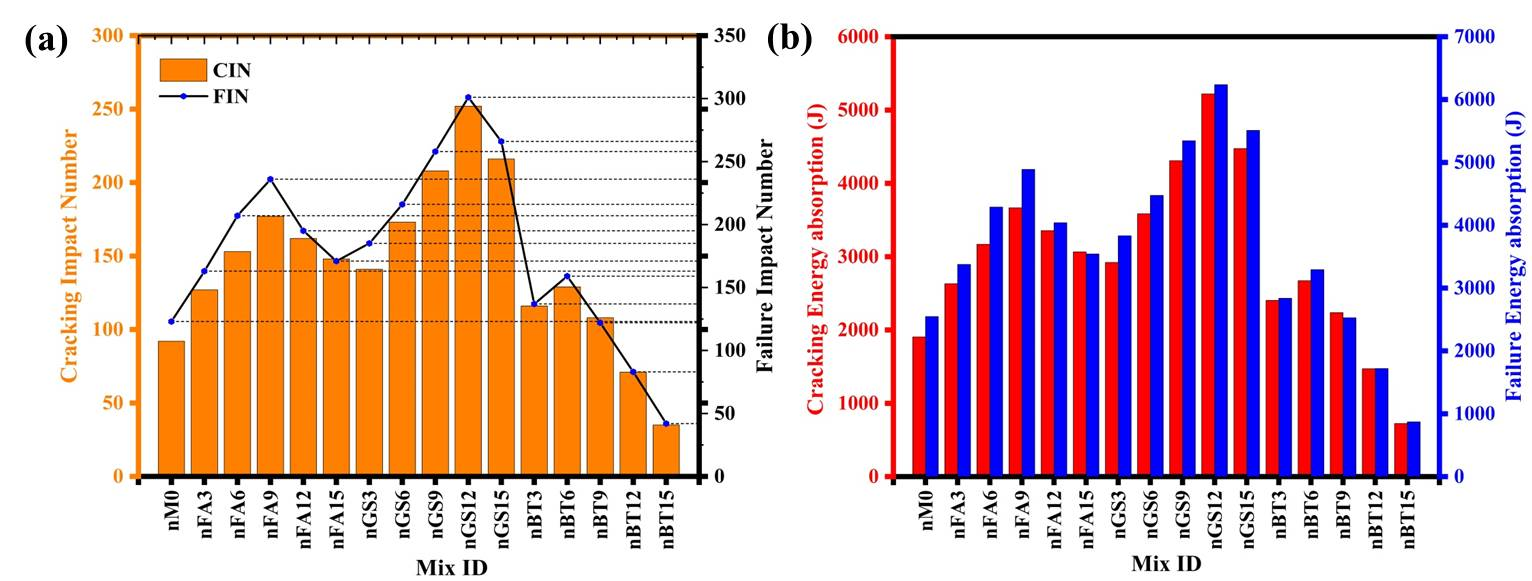 (a)
Cracking Impact Number
300
250
200
150
100
50
0
CIN
FIN
350
300
250
200
150
100
50
0
Failure Impact Number
nM0
nFA3
nFA6
nFA9
nFA12
nFA15
nGS3
nGS6
nGS9
nGS12
nGS15
nBT3
nBT6
nBT9
nBT12
nBT15
Mix ID
(b)
Cracking Energy absorption (J)
6000
5000
4000
3000
2000
1000
0
7000
6000
5000
4000
3000
2000
1000
0
Failure Energy absorption (J)
nM0
nFA3
nFA6
nFA9
nFA12
nFA15
nGS3
nGS6
nGS9
nGS12
nGS15
nBT3
nBT6
nBT9
nBT12
nBT15
Mix ID